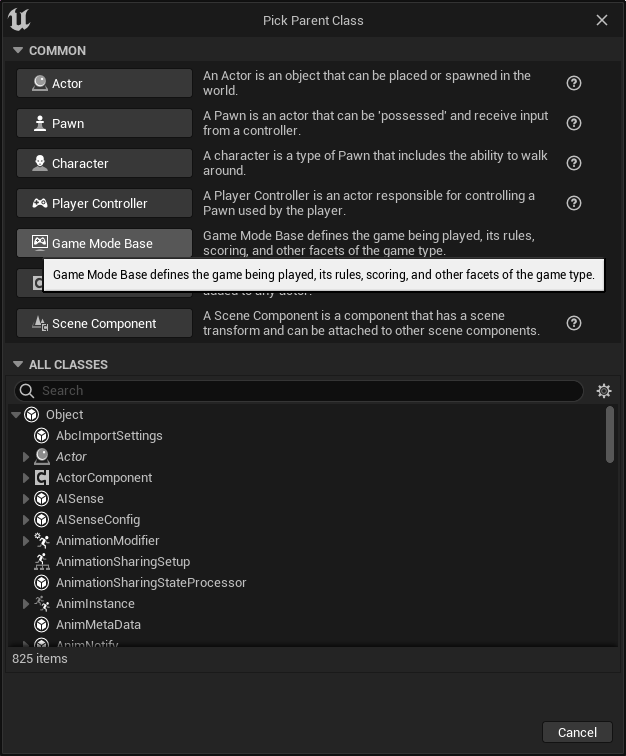 Pick Parent Class
COMMON
Actor
An Actor is an object that can be placed or spawned in the
world.
Pawn
A Pawn is an actor that can be 'possessed' and receive input
from a controller.
Character
A character is a type of Pawn that includes the ability to walk
around.
Player Controller
A Player Controller is an actor responsible for controlling a
Pawn used by the player.
Game Mode Base
Game Mode Base defines the game being played, its rules,
scoring, and other facets of the game type.
Game Mode Base defines the game being played, its rules, scoring, and other facets of the game type.
added to any actor.
Scene Component
A Scene Component is a component that has a scene
transform and can be attached to other scene components.
ALL CLASSES
Search
Object
AbcImportSettings
Actor
ActorComponent
AISense
AISenseConfig
AnimationModifier
AnimationSharingSetup
AnimationSharingStateProcessor
AnimInstance
AnimMetaData
AnimNotify
825 items
Cancel